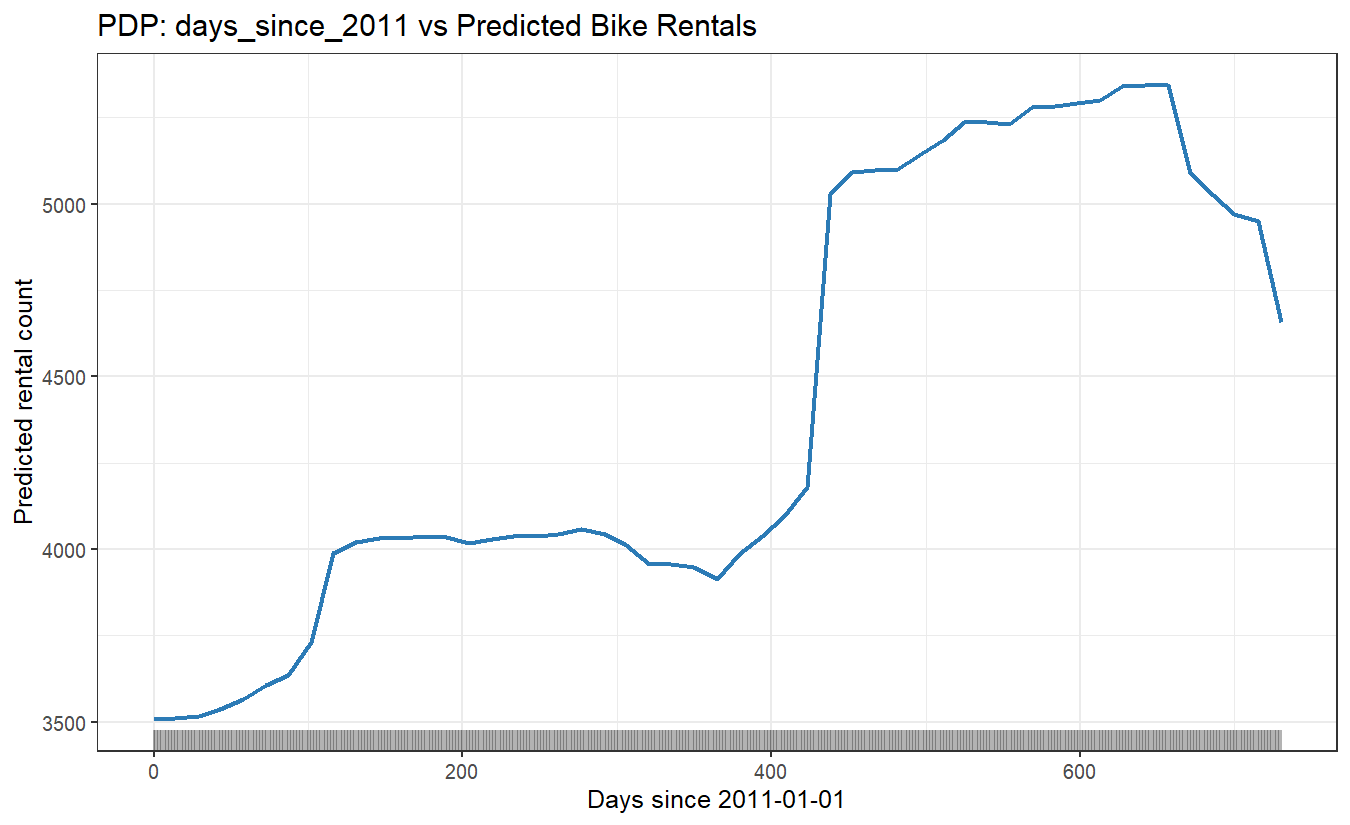 PDP: days_since_2011 vs Predicted Bike Rentals
Predicted rental count
5000
4500
4000
3500
0 200 400 600
Days since 2011-01-01